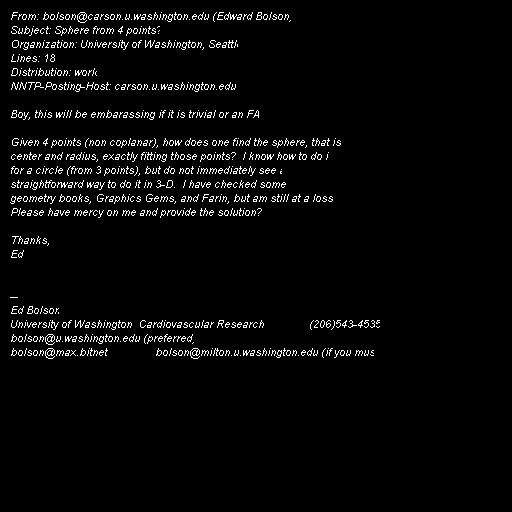 From: bolson@carson.u.washington.edu (Edward Bolson)
Subject: Sphere from 4 points?
Organization: University of Washington, Seattle
Lines: 18
Distribution: world
NNTP-Posting-Host: carson.u.washington.edu
Boy, this will be embarassing if it is trivial or an FA
Given 4 points (non coplanar), how does one find the sphere, that is
center and radius, exactly fitting those points? I know how to do i
for a circle (from 3 points), but do not immediately see a
straightforward way to do it in 3-D. I have checked some
geometry books, Graphics Gems, and Farin, but am still at a loss
Please have mercy on me and provide the solution?
Thanks,
Ed
--
Ed Bolson
University of Washington Cardiovascular Research (206)543-4535
bolson@u.washington.edu (preferred)
bolson@max.bitnet bolson@milton.u.washington.edu (if you mus